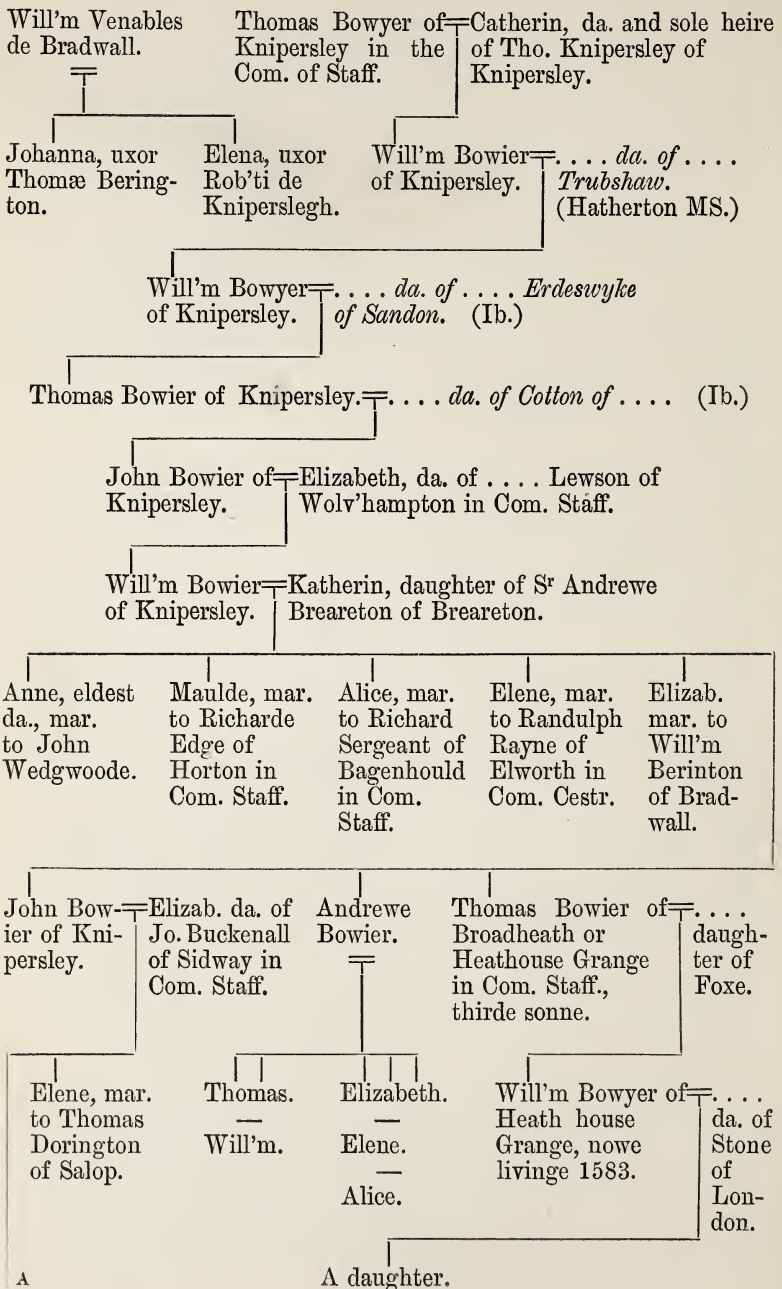 Will'm Venables
de Bradwall.
Thomas Bowyer of
Knipersley in the
Com. of Staff.
Catherin, da. and sole heire
of Tho. Knipersley of
Knipersley.
Johanna, uxor
Thomæ Bering-
ton.
Elena, uxor
Rob'ti de
Kniperslegh.
Will'm Bowier
of Knipersley.
. . . . da. of . . . .
Trubshaw.
(Hatherton MS.)
Will'm Bowyer
of Knipersley.
. . . . da. of . . . . Erdeswyke
of Sandon. (Ib.)
Thomas Bowier of Knipersley.
. . . . da. of Cotton of . . . . (Ib.)
John Bowier of
Knipersley.
Elizabeth, da. of . . . . Lewson of
Wolv'hampton in Com. Staff.
Will'm Bowier
of Knipersley.
Katherin, daughter of Sr Andrewe
Breareton of Breareton.
Anne, eldest
da., mar.
to John
Wedgwoode.
Maulde, mar.
to Richarde
Edge of
Horton in
Com. Staff.
Alice, mar.
to Richard
Sergeant of
Bagenhould
in Com.
Staff.
Elene, mar.
to Randulph
Rayne of
Elworth in
Com. Cestr.
Elizab.
mar. to
Will'm
Berinton
of Brad-
wall.
John Bow-
ier of Kni-
persley.
Elizab. da. of
Jo. Buckenall
of Sidway in
Com. Staff.
Andrewe
Bowier.
Thomas Bowier of
Broadheath or
Heathouse Grange
in Com. Staff.,
thirde sonne.
. . . .
daugh-
ter of
Foxe.
Elene, mar.
to Thomas
Dorington
of Salop.
Thomas.
—
Will'm.
Elizabeth.
—
Elene.
—
Alice.
Will'm Bowyer of
Heath house
Grange, nowe
livinge 1583.
. . . .
da. of
Stone
of
Lon-
don.
A
A daughter.